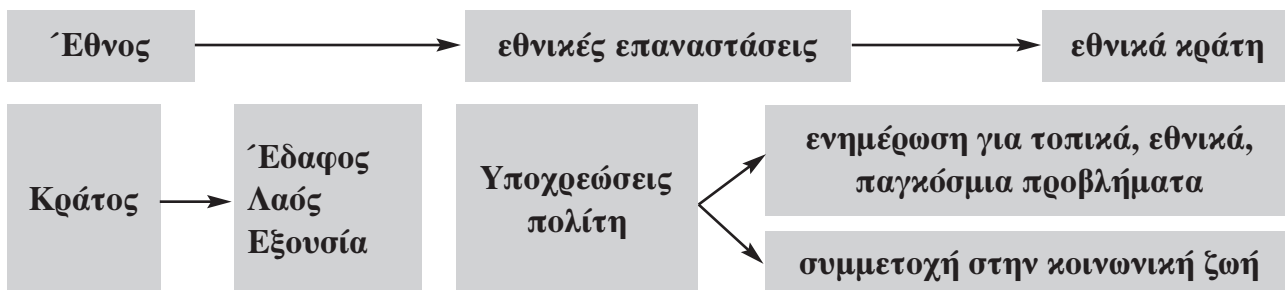 Έθνος
εθνικές επαναστάσεις
εθνικά κράτη
Κράτος
Έδαφος
Λαός
Εξουσία
Υποχρεώσεις
πολίτη
ενημέρωση για τοπικά, εθνικά,
παγκόσμια προβλήματα
συμμετοχή στην κοινωνική ζωή